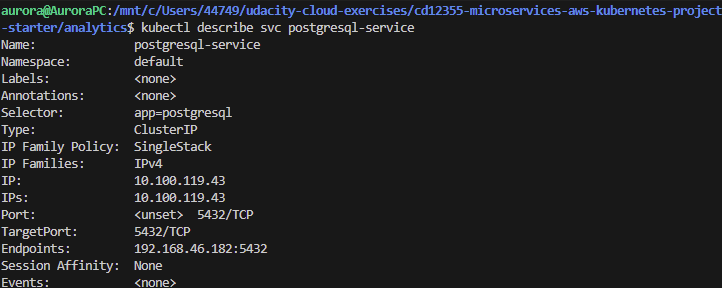 aurora@AuroraPC:/mnt/c/Users/44749/udacity-cloud-exercises/cd12355-microservices-aws-kubernetes-project
-starter/analytics$ kubectl describe svc postgresql-service
Name:              postgresql-service
Namespace:         default
Labels:            <none>
Annotations:       <none>
Selector:          app=postgresql
Type:              ClusterIP
IP Family Policy:  SingleStack
IP Families:       IPv4
IP:                10.100.119.43
IPs:               10.100.119.43
Port:              <unset>  5432/TCP
TargetPort:        5432/TCP
Endpoints:         192.168.46.182:5432
Session Affinity:  None
Events:            <none>